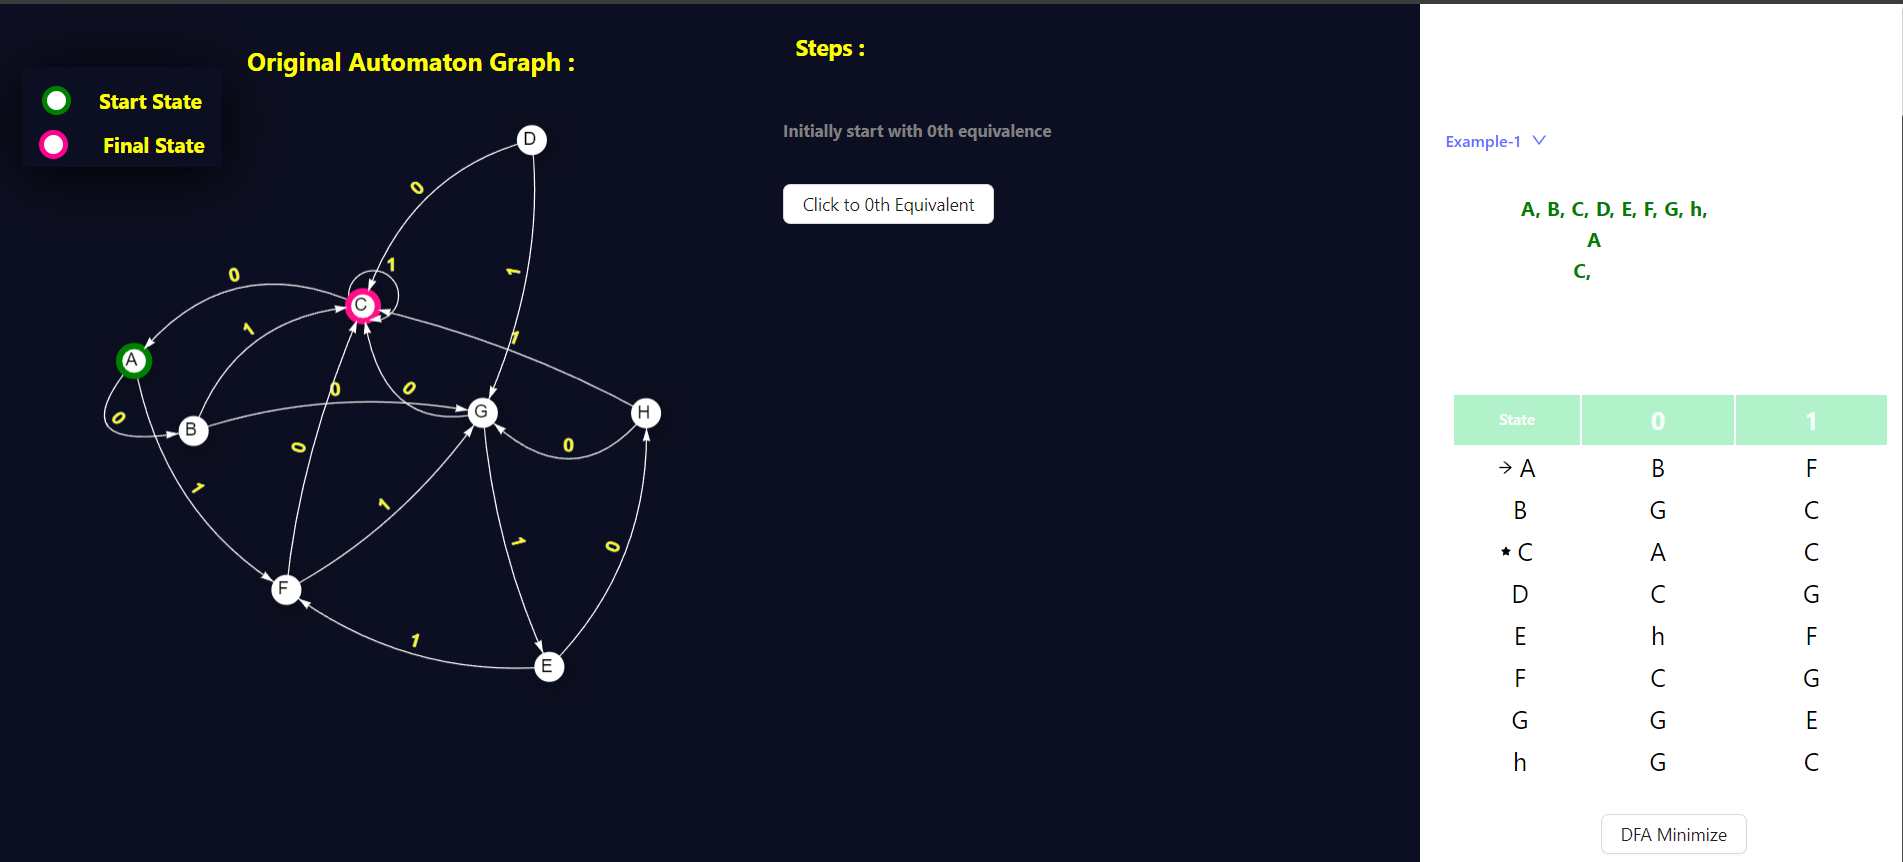 Original Automaton Graph :
Start State
Final State
D
0
1
0
1
C
1
1
A
0
0
0
B
G
H
0
0
1
1
1
0
F
1
E
Steps :
Initially start with 0th equivalence
Click to 0th Equivalent
Example-1
A, B, C, D, E, F, G, h,
A
C,
State 0 1
A B F
B G C
C A C
D C G
E h F
F C G
G G E
h G C
DFA Minimize